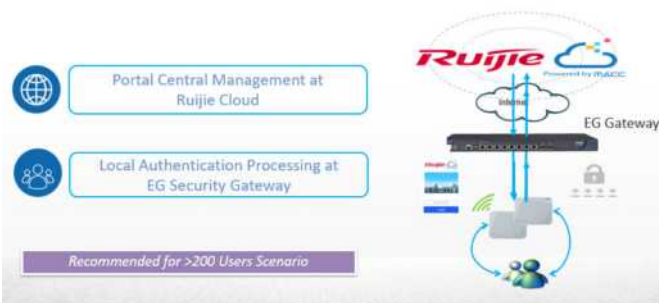 Portal Central Management at
Ruijie Cloud
Local Authentication Processing at
EG Security Gateway
Recommended for >200 Users Scenario
Ruijie
Powered by MACC
Internet
EG Gateway
Ruijie